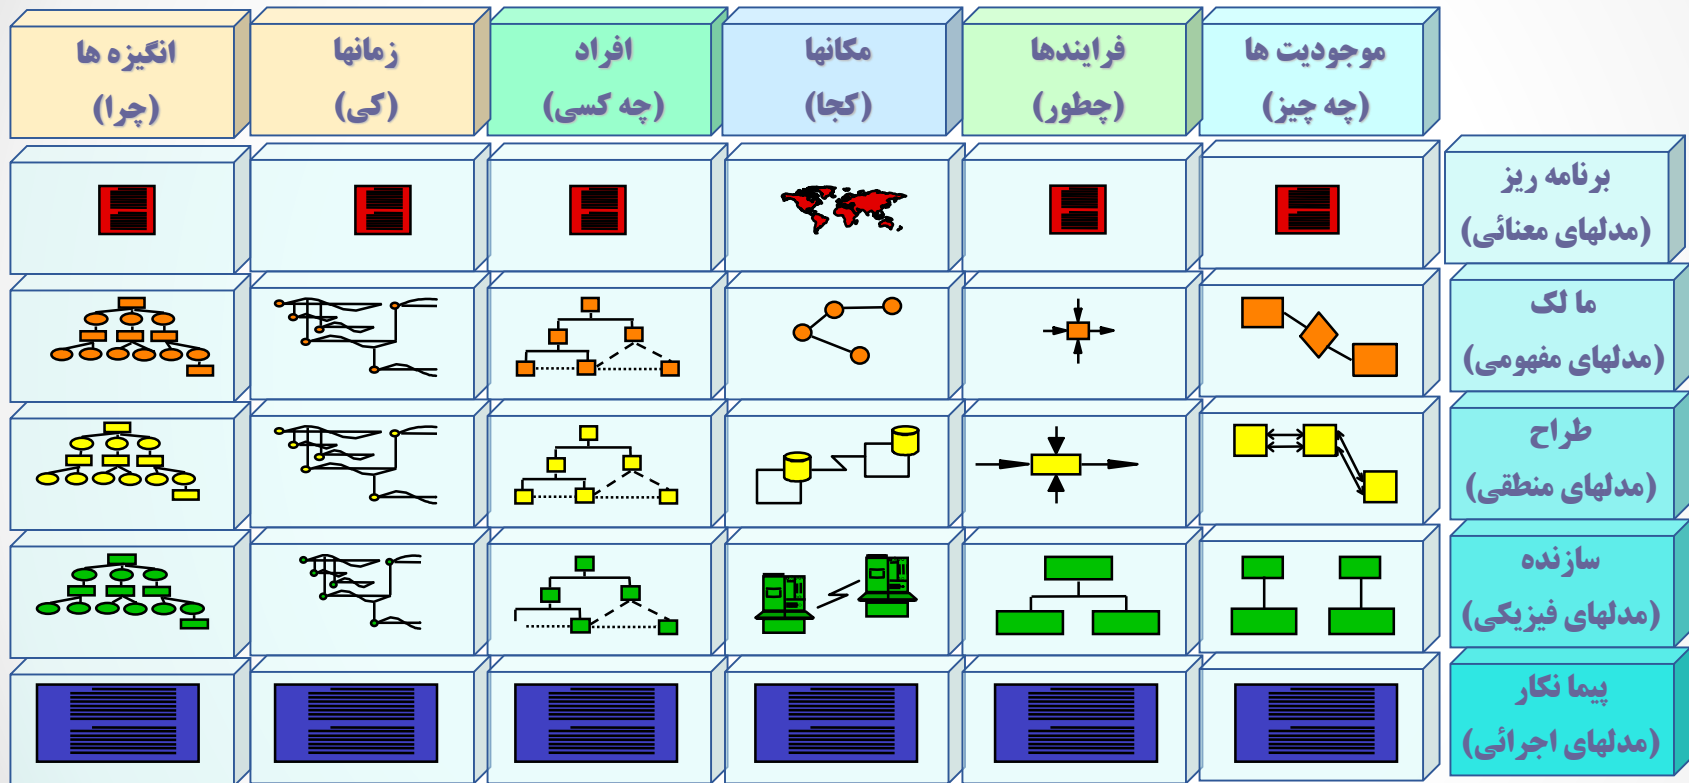 موجودیت ها
(چه چیز)
فرایندها
(چطور)
مکانها
(کجا)
افراد
(چه کسی)
زمانها
(کی)
انگیزه ها
(چرا)
برنامه ریز
(مدلهای معنائی)
ما لک
(مدلهای مفهومی)
طراح
(مدلهای منطقی)
سازنده
(مدلهای فیزیکی)
پیما نکار
(مدلهای اجرائی)